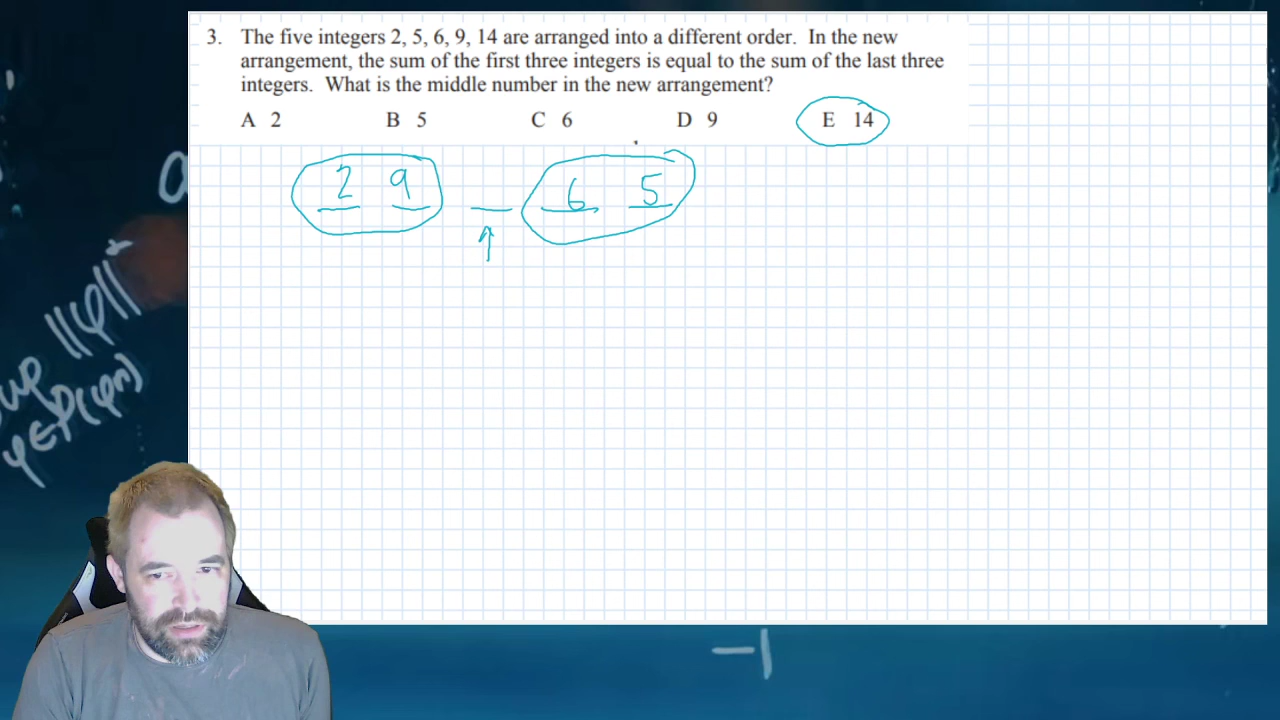 3. The five integers 2, 5, 6, 9, 14 are arranged into a different order. In the new
arrangement, the sum of the first three integers is equal to the sum of the last three
integers. What is the middle number in the new arrangement?
A 2 B 5 C 6 D 9 E 14
2 9 6 5
||φ||
φ∈P(φⁿ)
-1